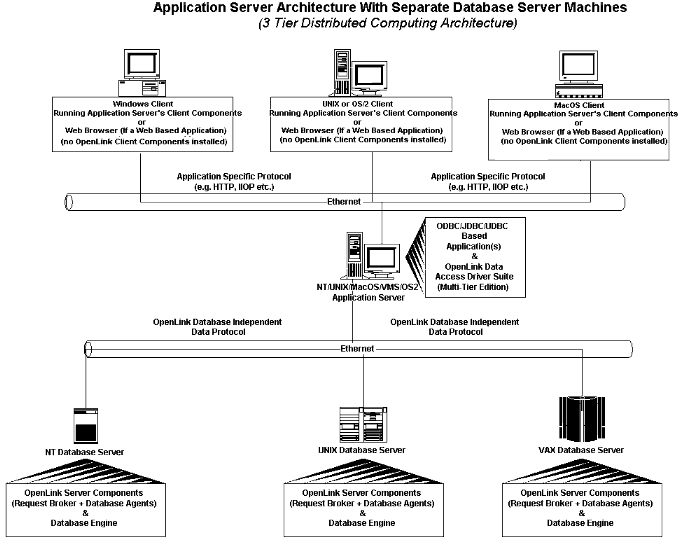 Application Server Architecture With Separate Database Server Machines
(3 Tier Distributed Computing Architecture)
Windows Client
Running Application Server's Client Components
or
Web Browser (If a Web Based Application)
(no OpenLink Client Components installed)
UNIX or OS/2 Client
Running Application Server's Client Components
or
Web Browser (If a Web Based Application)
(no OpenLink Client Components installed)
MacOS Client
Running Application Server's Client Components
or
Web Browser (If a Web Based Application)
(no OpenLink Client Components installed)
Application Specific Protocol
(e.g. HTTP, IIOP etc.)
Application Specific Protocol
(e.g. HTTP, IIOP etc.)
Ethernet
ODBC/JDBC/UDBC
Based
Application(s)
&
OpenLink Data
Access Driver Suite
(Multi-Tier Edition)
NT/UNIX/MacOS/VMS/OS2
Application Server
OpenLink Database Independent
Data Protocol
OpenLink Database Independent
Data Protocol
Ethernet
NT Database Server
UNIX Database Server
VAX Database Server
OpenLink Server Components
(Request Broker + Database Agents)
&
Database Engine
OpenLink Server Components
(Request Broker + Database Agents)
&
Database Engine
OpenLink Server Components
(Request Broker + Database Agents)
&
Database Engine